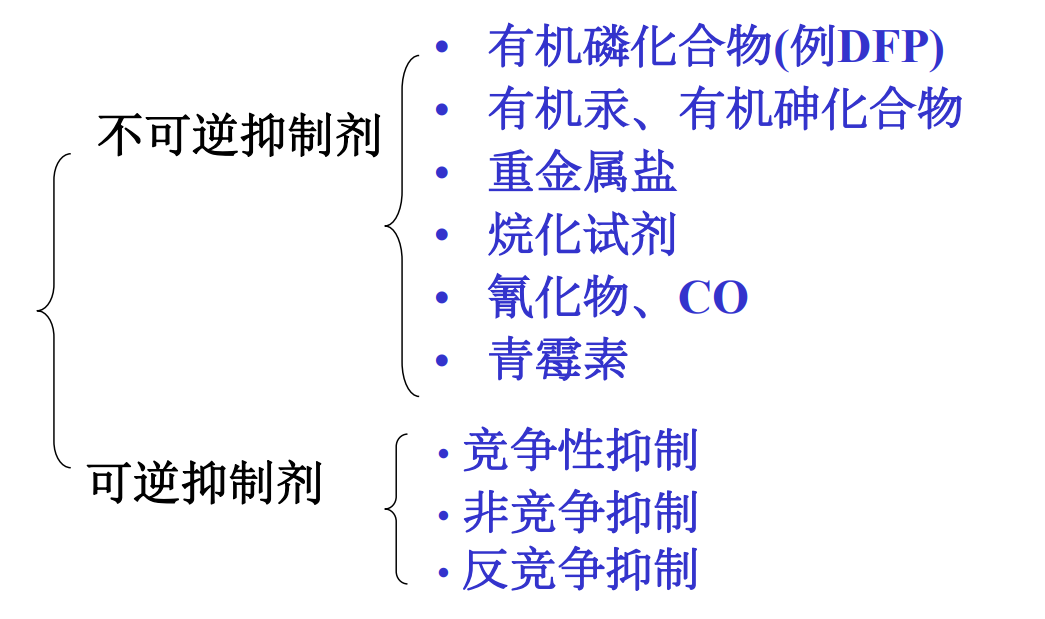 不可逆抑制剂
• 有机磷化合物(例DFP)
• 有机汞、有机砷化合物
• 重金属盐
• 烷化试剂
• 氰化物、CO
• 青霉素
可逆抑制剂
• 竞争性抑制
• 非竞争抑制
• 反竞争抑制